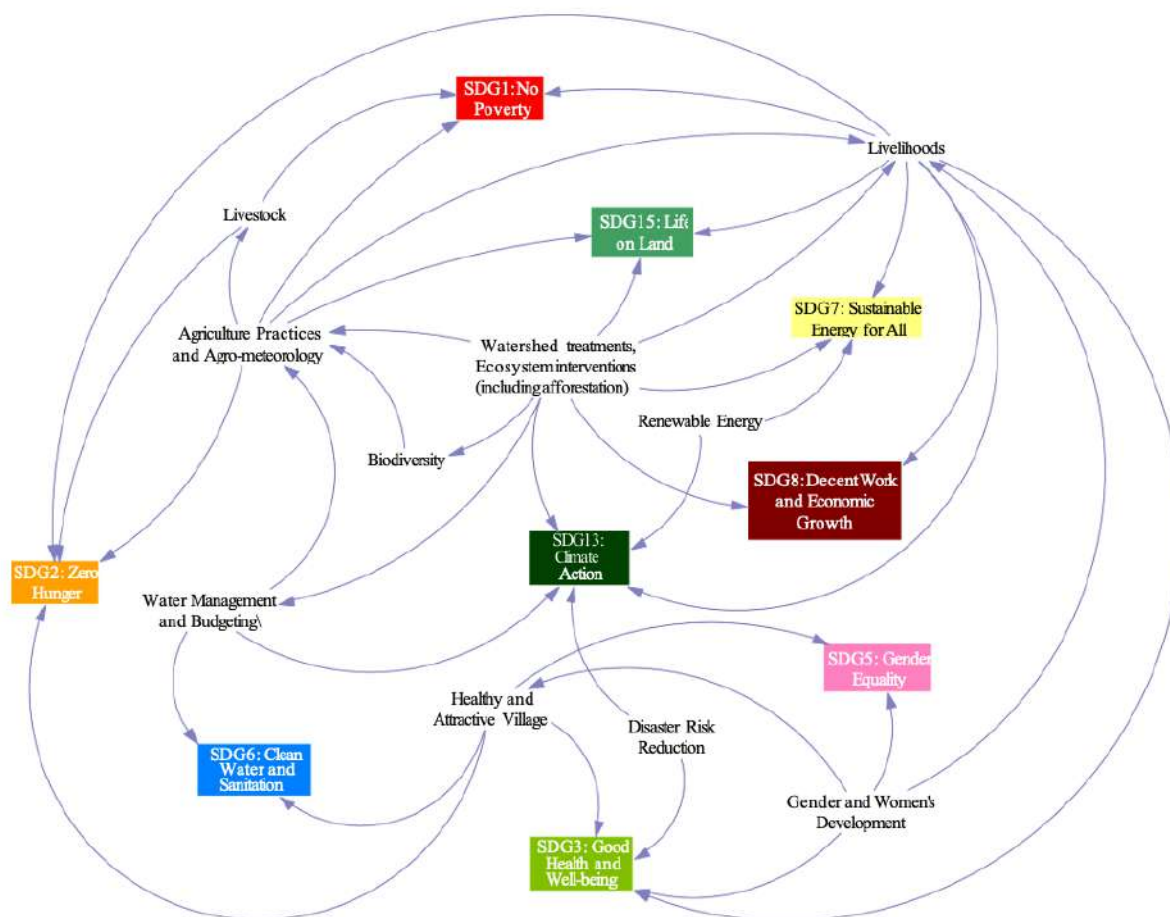 SDG1: No
Poverty
Livelihoods
Livestock
SDG15: Life
on Land
SDG7: Sustainable
Energy for All
Agriculture Practices
and Agro-meteorology
Watershed treatments,
Ecosystem interventions
(including afforestation)
Renewable Energy
Biodiversity
SDG8: Decent Work
and Economic
Growth
SDG13:
Climate
Action
SDG2: Zero
Hunger
Water Management
and Budgeting\
SDG5: Gender
Equality
Healthy and
Attractive Village
Disaster Risk
Reduction
SDG6: Clean
Water and
Sanitation
Gender and Women's
Development
SDG3: Good
Health and
Well-being